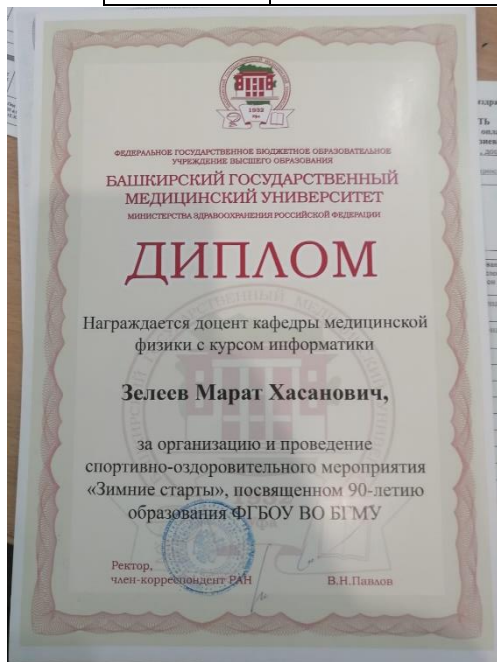 1932
УФА
ФЕДЕРАЛЬНОЕ ГОСУДАРСТВЕННОЕ БЮДЖЕТНОЕ ОБРАЗОВАТЕЛЬНОЕ
УЧРЕЖДЕНИЕ ВЫСШЕГО ОБРАЗОВАНИЯ
БАШКИРСКИЙ ГОСУДАРСТВЕННЫЙ
МЕДИЦИНСКИЙ УНИВЕРСИТЕТ
МИНИСТЕРСТВА ЗДРАВООХРАНЕНИЯ РОССИЙСКОЙ ФЕДЕРАЦИИ
ДИПЛОМ
Награждается доцент кафедры медицинской
физики с курсом информатики
Зелеев Марат Хасанович,
за организацию и проведение
спортивно-оздоровительного мероприятия
«Зимние старты», посвященном 90-летию
образования ФГБОУ ВО БГМУ
Ректор,
член-корреспондент РАН В.Н.Павлов